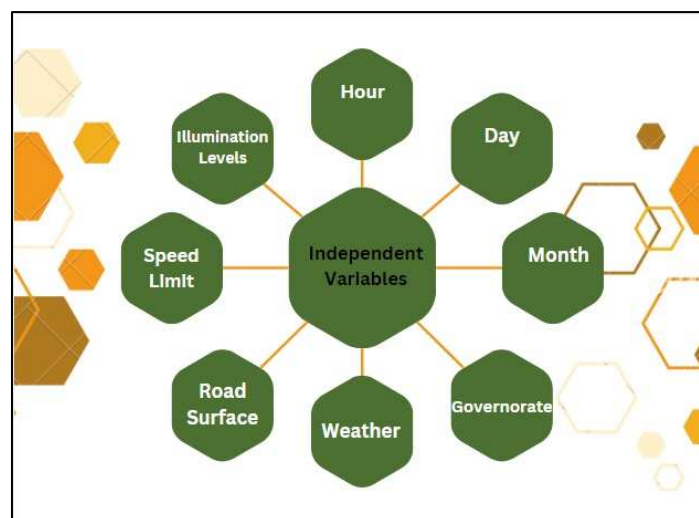 Hour
Illumination
Levels
Day
Independent
Variables
Speed
Limit
Month
Road
Surface
Weather
Governorate